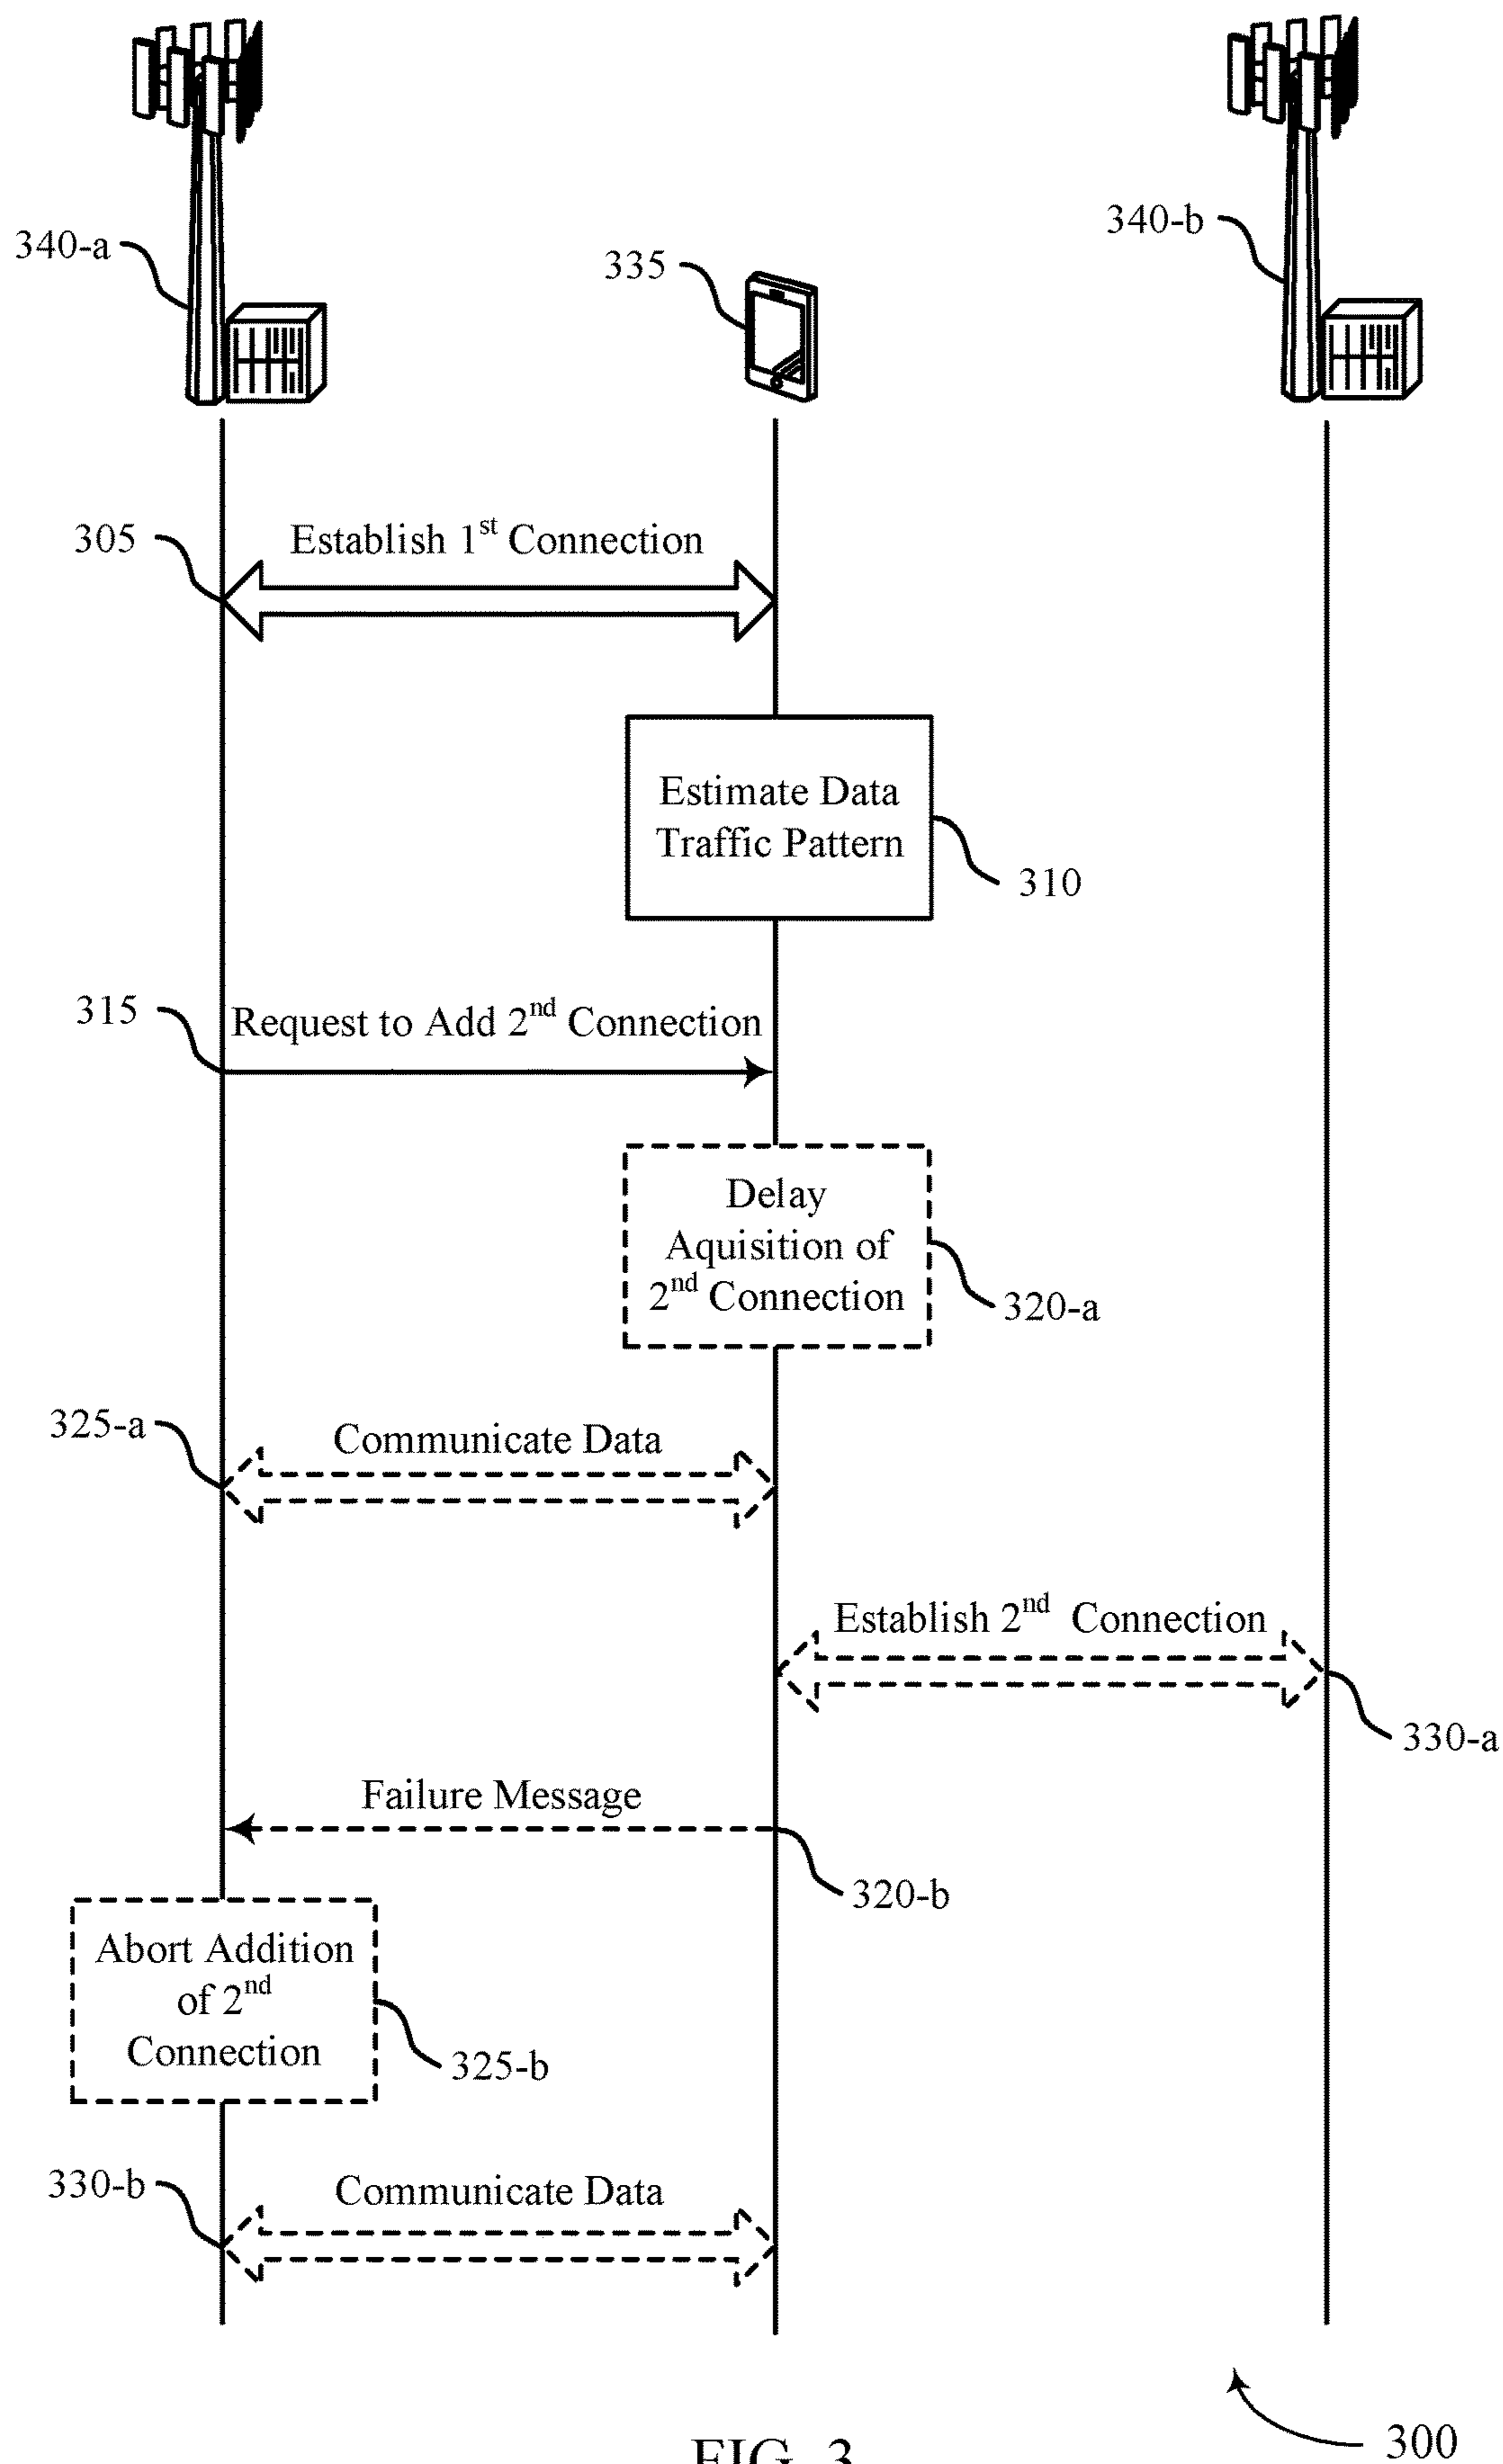 340-a
335
340-b
305
Establish 1st Connection
Estimate Data
Traffic Pattern
310
315
Request to Add 2nd Connection
Delay
Aquisition of
2nd Connection
320-a
325-a
Communicate Data
Establish 2nd Connection
330-a
Failure Message
320-b
Abort Addition
of 2nd
Connection
325-b
330-b
Communicate Data
300
FIG. 3